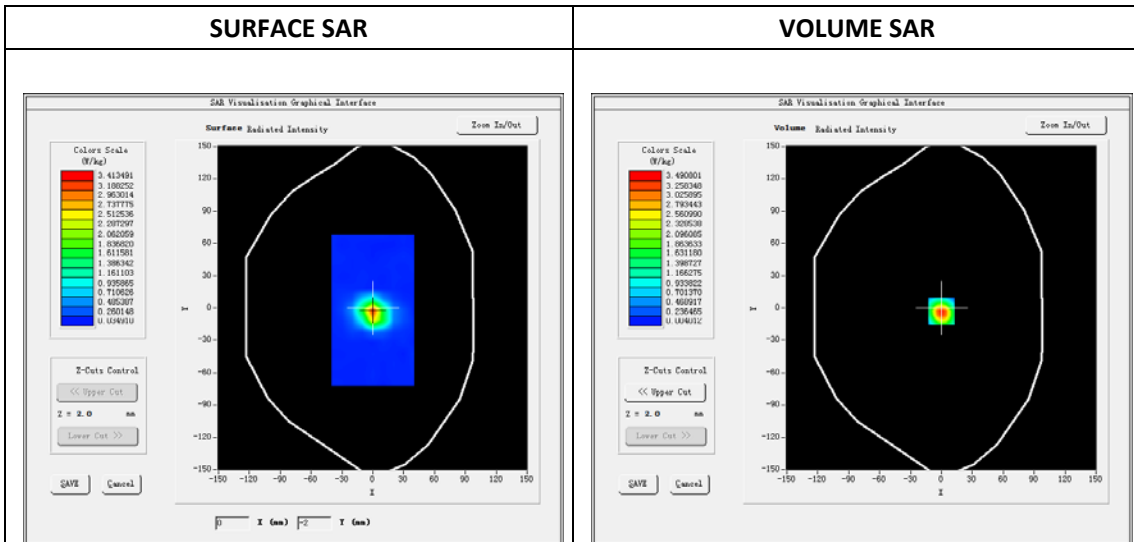 SURFACE SAR
VOLUME SAR
SAR Visualisation Graphical Interface
Surface Radiated Intensity
Zoom In/Out
Colors Scale
(W/kg)
3.413491
3.188252
2.963014
2.737775
2.512536
2.287297
2.062059
1.836820
1.611581
1.386342
1.161103
0.935865
0.710626
0.485387
0.260148
0.034910
Z-Cuts Control
<< Upper Cut
Z = 2.0 mm
Lower Cut >>
SAVE Cancel
150
120
90
60
30
0
-30
-60
-90
-120
-150
Y
-150 -120 -90 -60 -30 0 30 60 90 120 150
X
0 X (mm) -2 Y (mm)
SAR Visualisation Graphical Interface
Volume Radiated Intensity
Zoom In/Out
Colors Scale
(W/kg)
3.490801
3.258348
3.025895
2.793443
2.560990
2.328538
2.096085
1.863633
1.631180
1.398727
1.166275
0.933822
0.701370
0.468917
0.236465
0.004012
Z-Cuts Control
<< Upper Cut
Z = 2.0 mm
Lower Cut >>
SAVE Cancel
150
120
90
60
30
0
-30
-60
-90
-120
-150
Y
-150 -120 -90 -60 -30 0 30 60 90 120 150
X